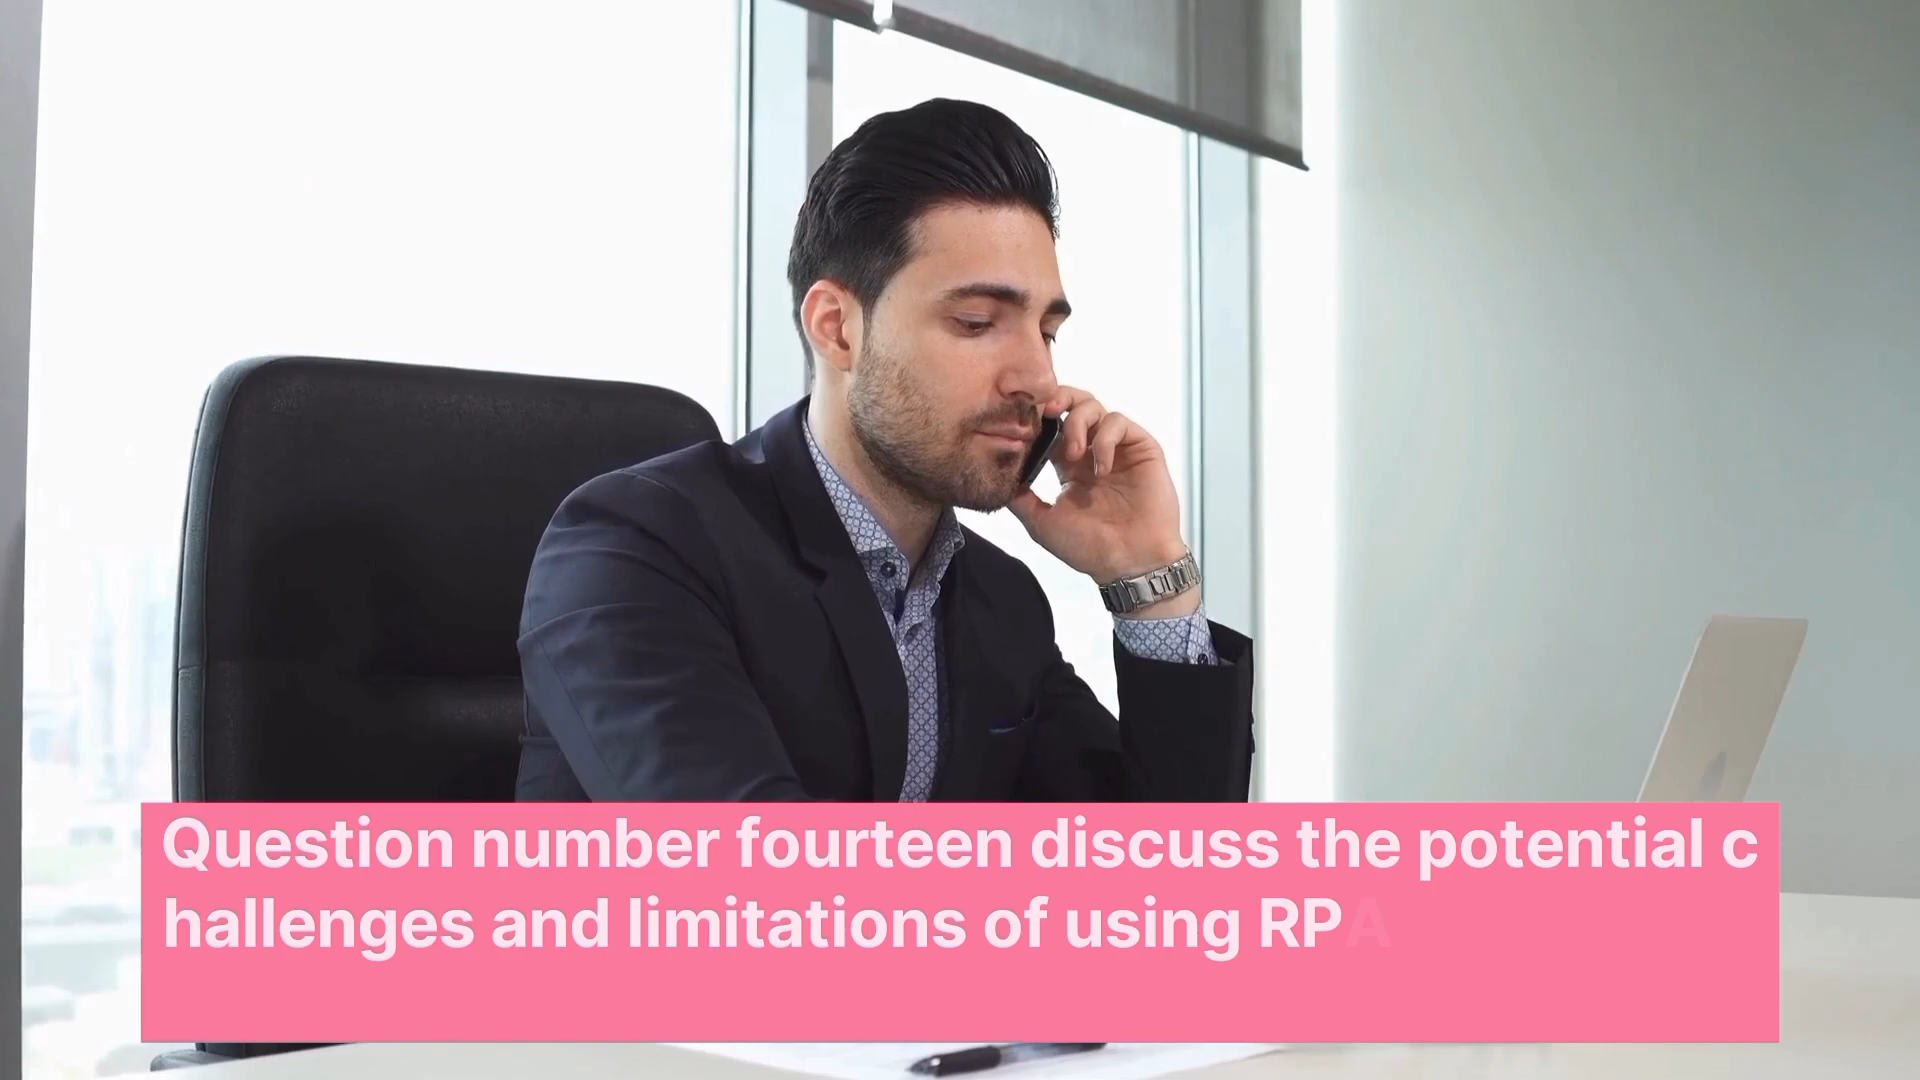 Question number fourteen discuss the potential c
hallenges and limitations of using RPA